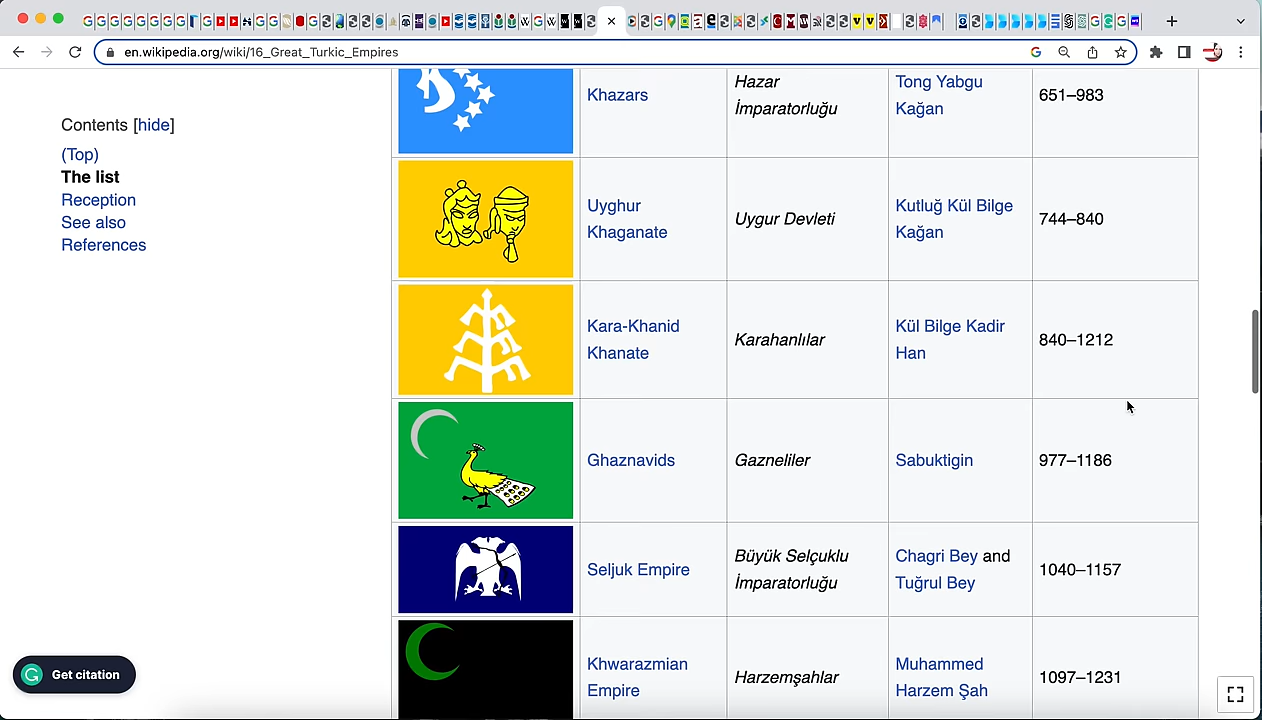 en.wikipedia.org/wiki/16_Great_Turkic_Empires
Contents [hide]
(Top)
The list
Reception
See also
References
Khazars
Hazar
İmparatorluğu
Tong Yabgu
Kağan
651–983
Uyghur
Khaganate
Uygur Devleti
Kutluğ Kül Bilge
Kağan
744–840
Kara-Khanid
Khanate
Karahanlılar
Kül Bilge Kadir
Han
840–1212
Ghaznavids
Gazneliler
Sabuktigin
977–1186
Seljuk Empire
Büyük Selçuklu
İmparatorluğu
Chagri Bey and
Tuğrul Bey
1040–1157
Khwarazmian
Empire
Harzemşahlar
Muhammed
Harzem Şah
1097–1231
Get citation